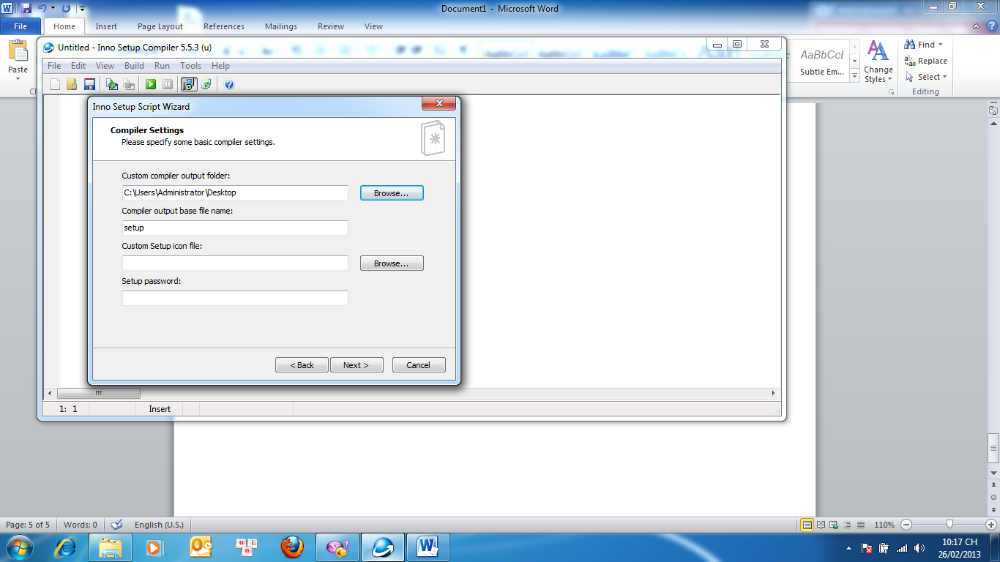 Document1 - Microsoft Word
File Home Insert Page Layout References Mailings Review View
Paste
AaBbCcL
Subtle Em...
Change
Styles
Find
Replace
Select
Editing
Untitled - Inno Setup Compiler 5.5.3 (u)
File Edit View Build Run Tools Help
Inno Setup Script Wizard
Compiler Settings
Please specify some basic compiler settings.
Custom compiler output folder:
C:\Users\Administrator\Desktop
Browse...
Compiler output base file name:
setup
Custom Setup icon file:
Browse...
Setup password:
< Back Next > Cancel
1: 1 Insert
Page: 5 of 5 Words: 0 English (U.S.) 110%
10:17 CH
26/02/2013